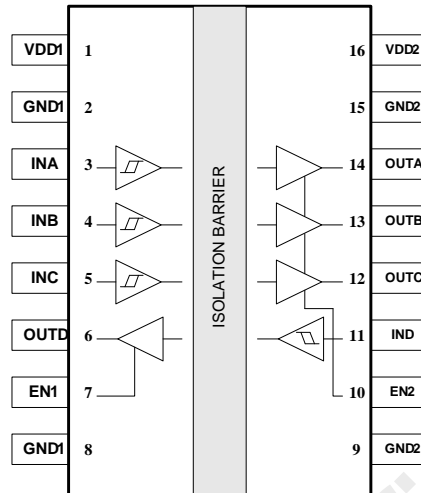 VDD1 1 16 VDD2
GND1 2 15 GND2
INA 3 14 OUTA
INB 4 13 OUTB
INC 5 12 OUTC
OUTD 6 11 IND
EN1 7 10 EN2
GND1 8 9 GND2
ISOLATION BARRIER